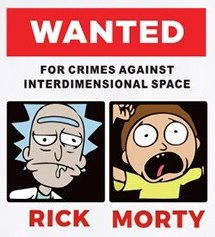 WANTED
FOR CRIMES AGAINST
INTERDIMENSIONAL SPACE
RICK MORTY